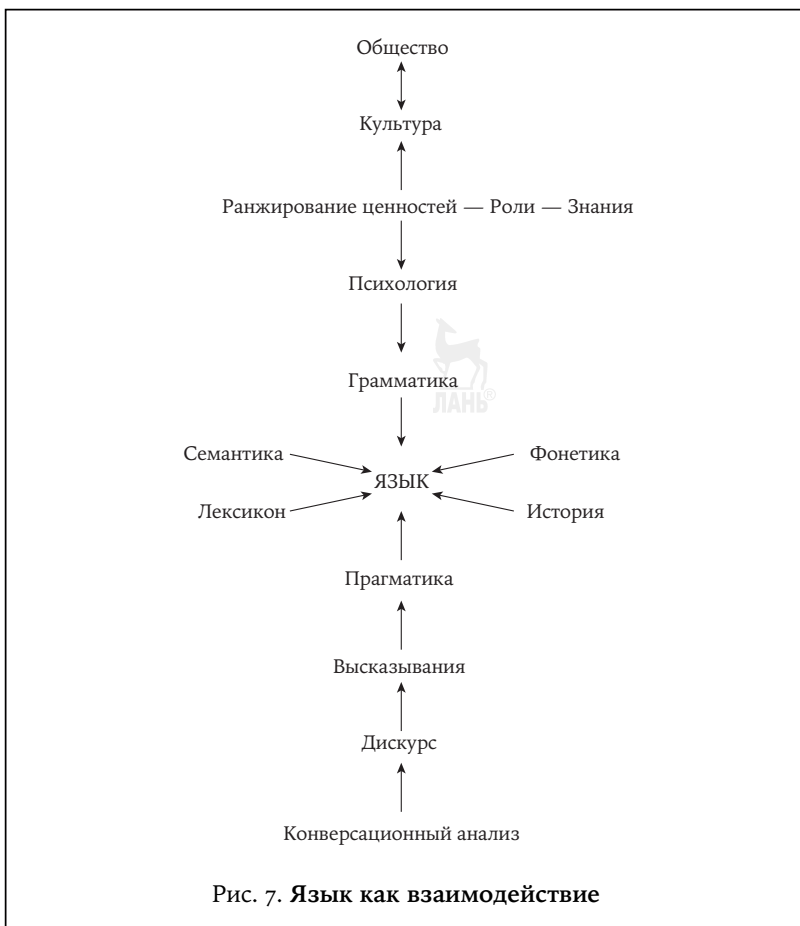 Общество
Культура
Ранжирование ценностей — Роли — Знания
Психология
Грамматика
ЛАНЬ®
Семантика
Фонетика
ЯЗЫК
Лексикон
История
Прагматика
Высказывания
Дискурс
Конверсационный анализ
Рис. 7. Язык как взаимодействие